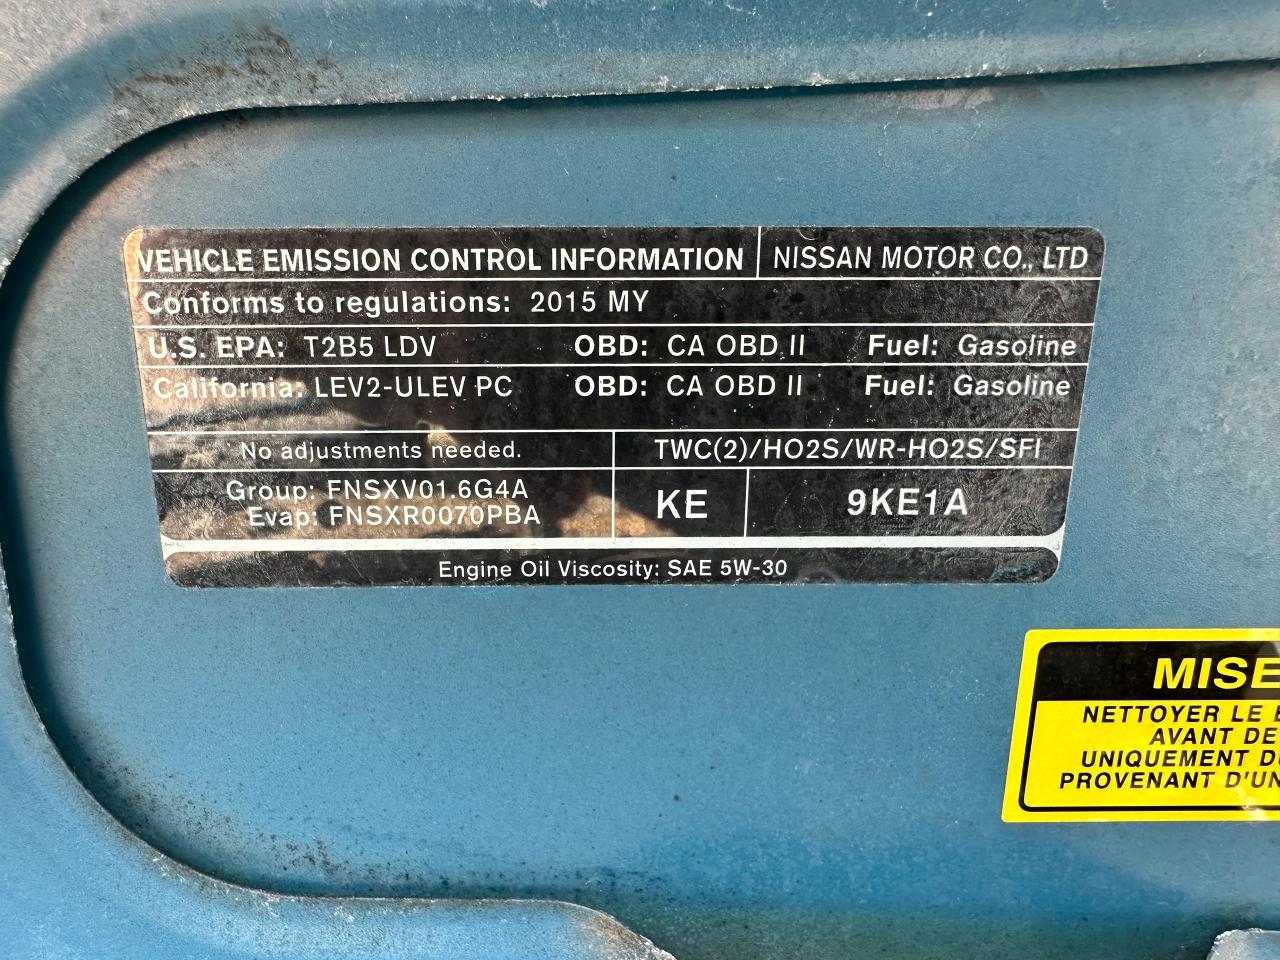 VEHICLE EMISSION CONTROL INFORMATION NISSAN MOTOR CO., LTD
Conforms to regulations: 2015 MY
U.S. EPA: T2B5 LDV OBD: CA OBD II Fuel: Gasoline
California: LEV2-ULEV PC OBD: CA OBD II Fuel: Gasoline
No adjustments needed. TWC(2)/HO2S/WR-HO2S/SFI
Group: FNSXV01.6G4A
Evap: FNSXR0070PBA
KE 9KE1A
Engine Oil Viscosity: SAE 5W-30
MISE
NETTOYER LE
AVANT DE
UNIQUEMENT
PROVENANT D'UN